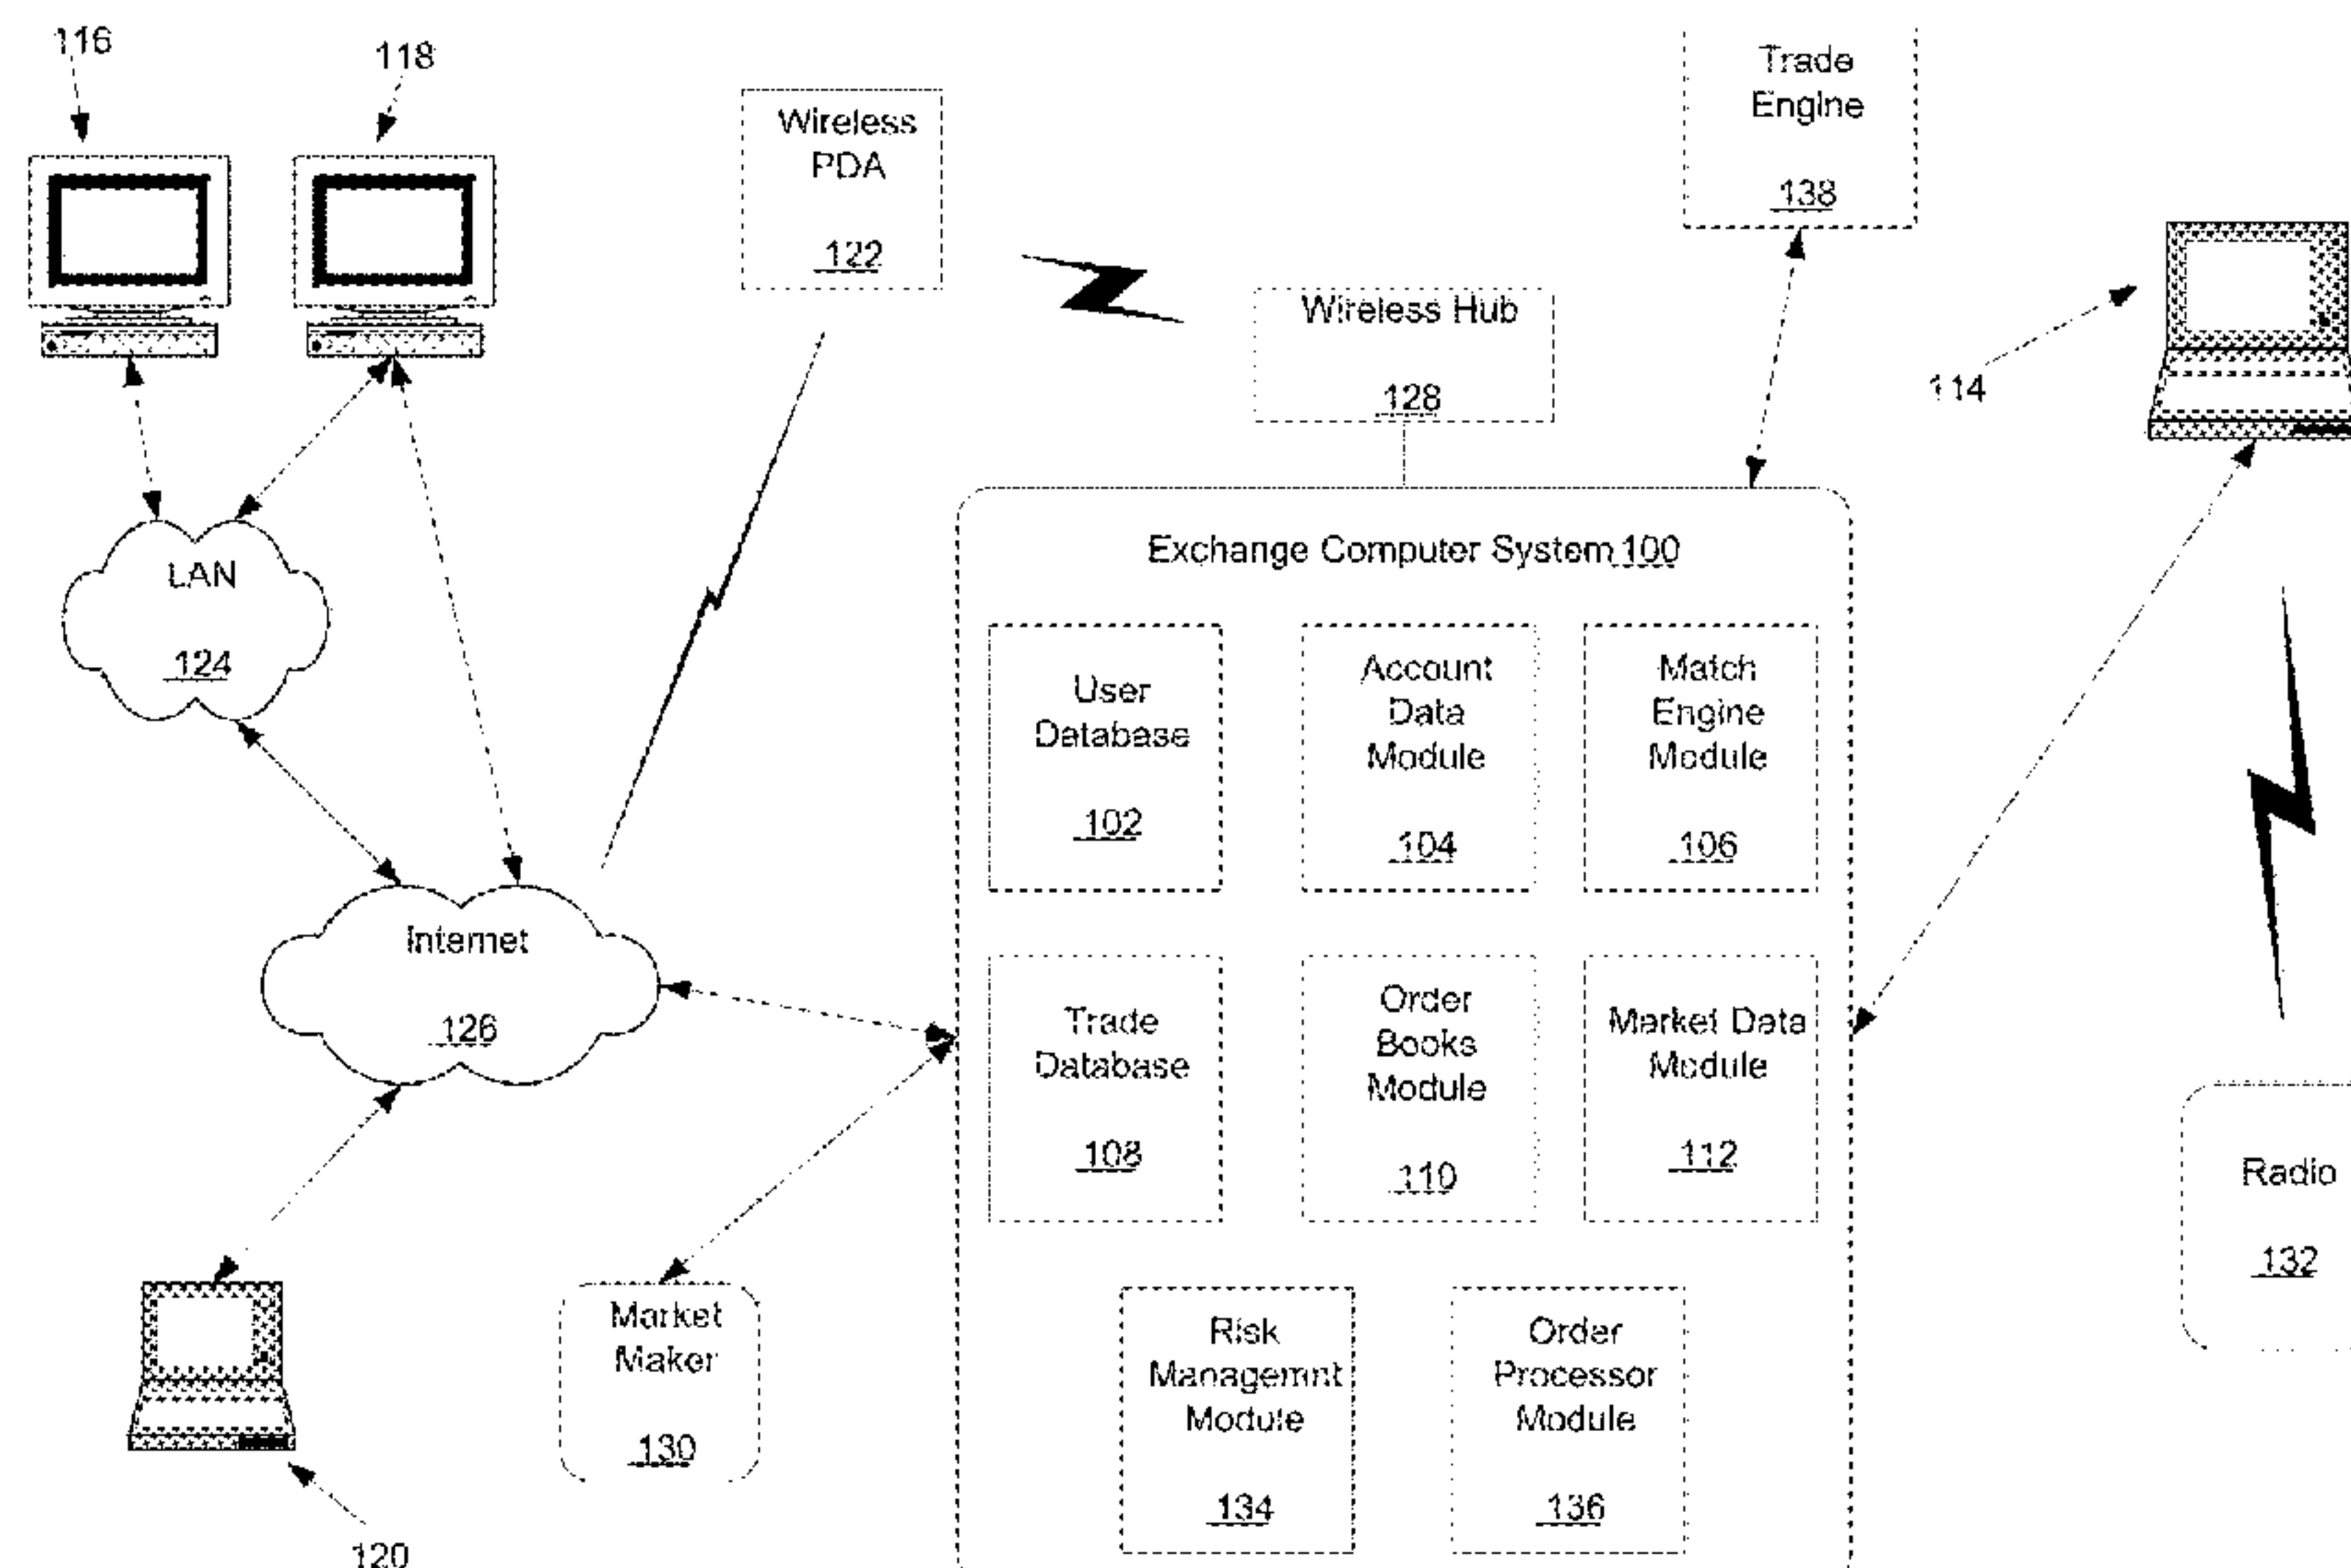 116
118
Wireless
PDA
122
Trade
Engine
138
Wireless Hub
128
114
LAN
124
Exchange Computer System 100
User
Database
102
Account
Data
Module
104
Match
Engine
Module
106
Internet
126
Trade
Database
108
Order
Books
Module
110
Market Data
Module
112
Radio
132
Market
Maker
130
Risk
Managemnt
Module
134
Order
Processor
Module
136
120